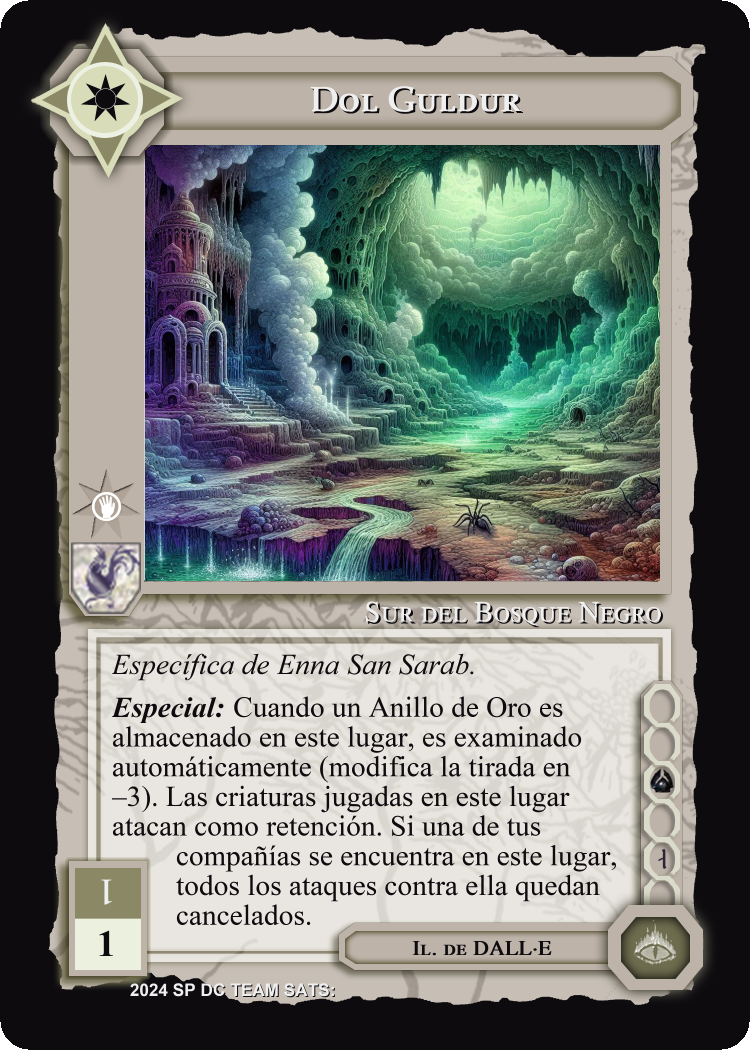 Dol Guldur
Sur del Bosque Negro
Específica de Enna San Sarab.
Especial: Cuando un Anillo de Oro es
almacenado en este lugar, es examinado
automáticamente (modifica la tirada en
–3). Las criaturas jugadas en este lugar
atacan como retención. Si una de tus
compañías se encuentra en este lugar,
todos los ataques contra ella quedan
cancelados.
1
Il. de DALL·E
2024 SP DC TEAM SATS: